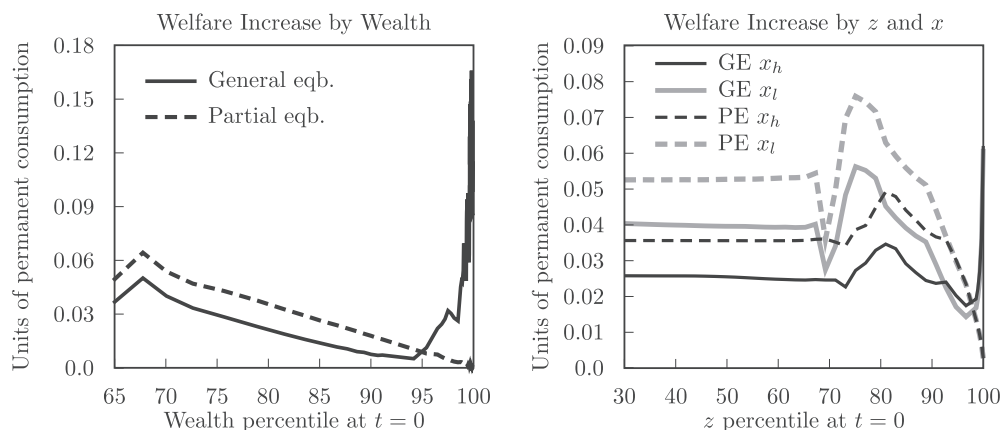 Welfare Increase by Wealth
Units of permanent consumption
0.18
0.15
0.12
0.09
0.06
0.03
0.0
General eqb.
Partial eqb.
65 70 75 80 85 90 95 100
Wealth percentile at t = 0
Welfare Increase by z and x
Units of permanent consumption
0.09
0.08
0.07
0.06
0.05
0.04
0.03
0.02
0.01
0.0
GE x_h
GE x_l
PE x_h
PE x_l
30 40 50 60 70 80 90 100
z percentile at t = 0